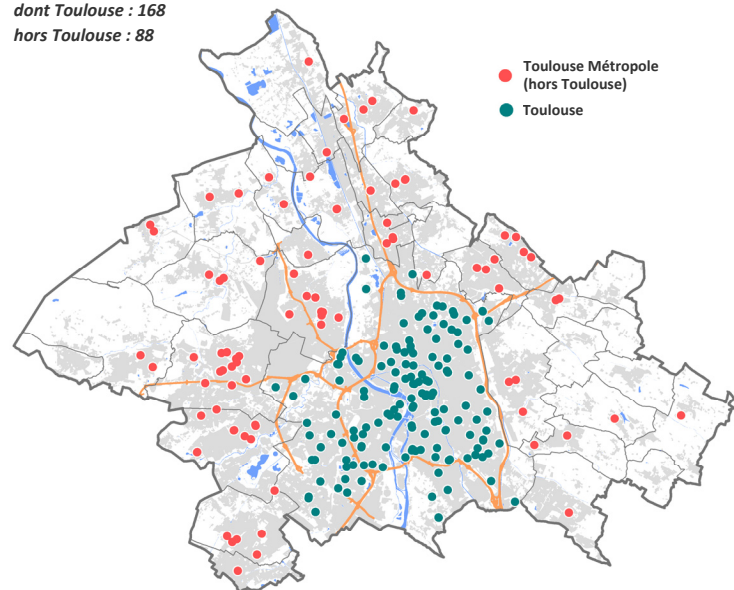 dont Toulouse : 168
hors Toulouse : 88
Toulouse Métropole
(hors Toulouse)
Toulouse